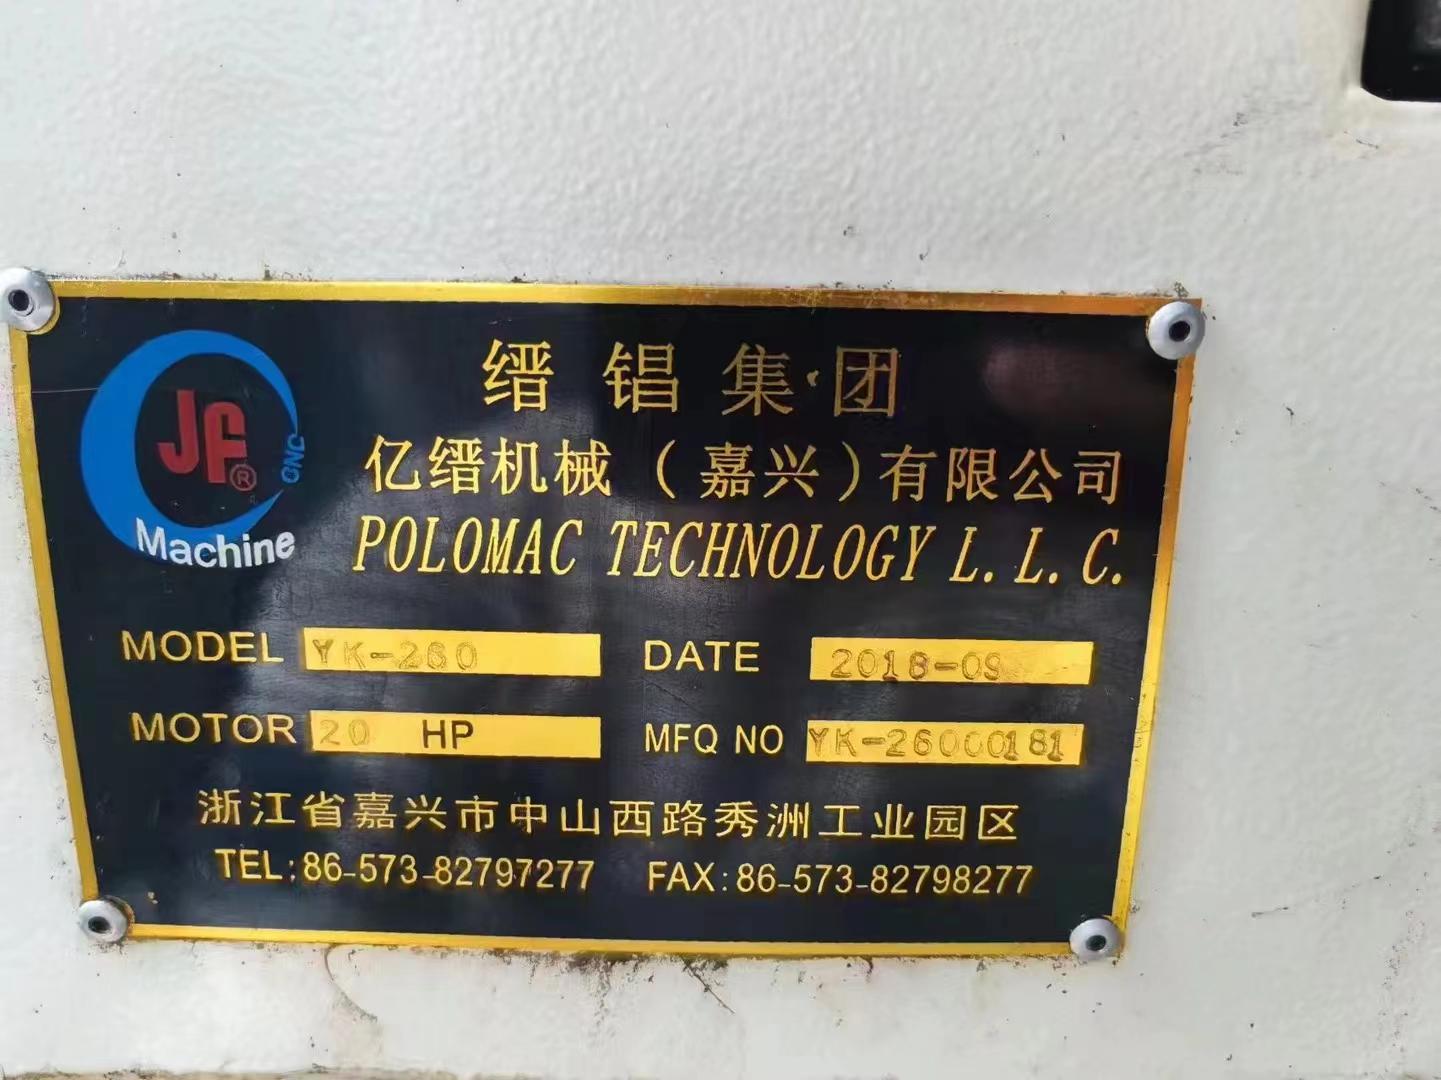 缙锠集团
亿缙机械（嘉兴）有限公司
POLOMAC TECHNOLOGY L.L.C.
JF®
CNC
Machine
MODEL YK-260
DATE 2018-09
MOTOR 20 HP
MFQ NO YK-26000181
浙江省嘉兴市中山西路秀洲工业园区
TEL:86-573-82797277 FAX:86-573-82798277